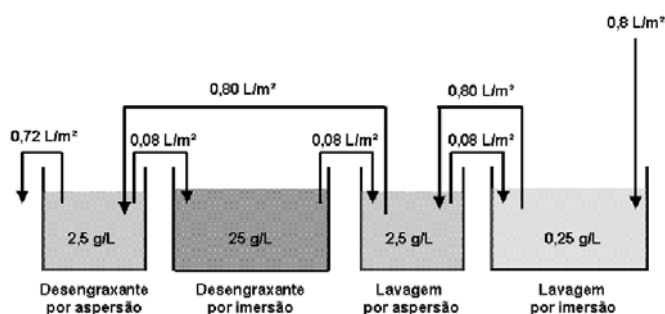 0,8 L/m²
0,80 L/m²
0,80 L/m²
0,72 L/m²
0,08 L/m²
0,08 L/m²
0,08 L/m²
2,5 g/L
25 g/L
2,5 g/L
0,25 g/L
Desengraxante
por aspersão
Desengraxante
por imersão
Lavagem
por aspersão
Lavagem
por imersão